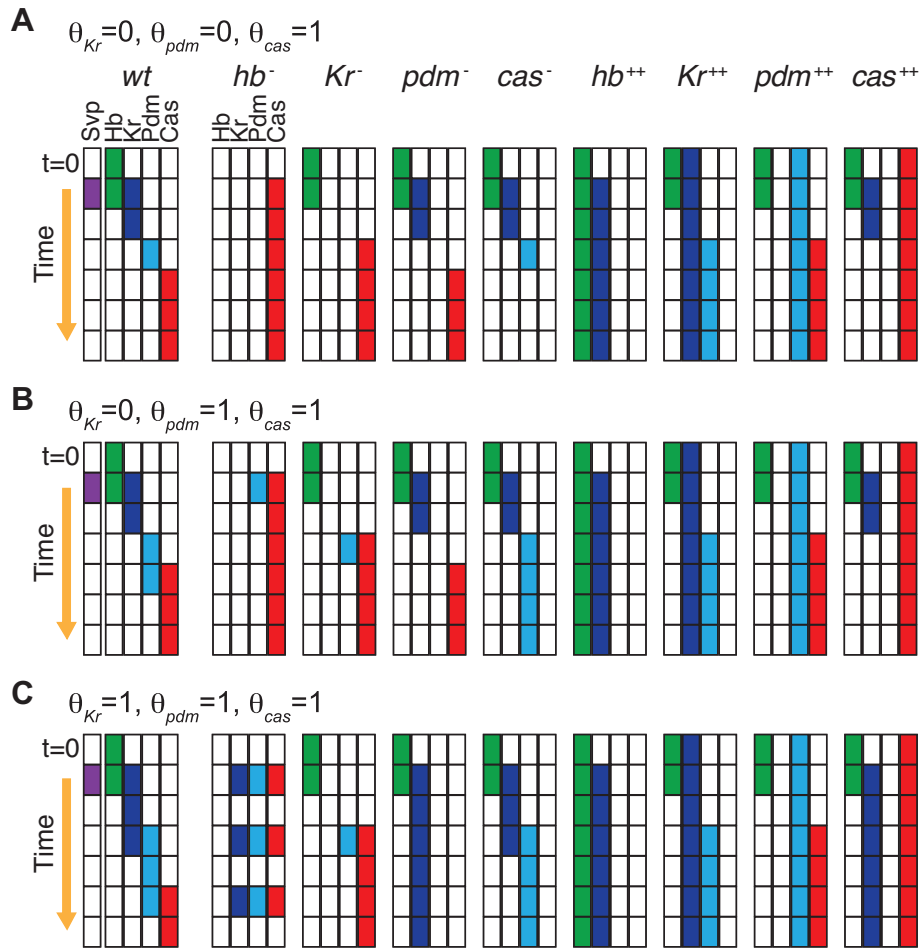 A
θKr=0, θpdm=0, θcas=1
wt hb⁻ Kr⁻ pdm⁻ cas⁻ hb⁺⁺ Kr⁺⁺ pdm⁺⁺ cas⁺⁺
Svp Hb Kr Pdm Cas Hb Kr Pdm Cas
t=0
Time
B
θKr=0, θpdm=1, θcas=1
t=0
Time
C
θKr=1, θpdm=1, θcas=1
t=0
Time